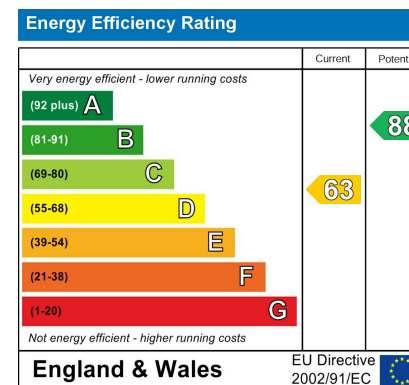 Energy Efficiency Rating
Current Potent
Very energy efficient - lower running costs
(92 plus) A
(81-91) B
88
(69-80) C
63
(55-68) D
(39-54) E
(21-38) F
(1-20) G
Not energy efficient - higher running costs
England & Wales
EU Directive
2002/91/EC